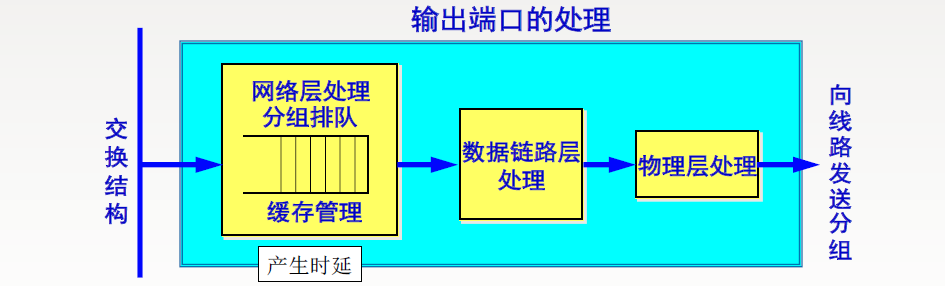 输出端口的处理
交换结构
网络层处理
分组排队
缓存管理
产生时延
数据链路层
处理
物理层处理
向线路发送分组